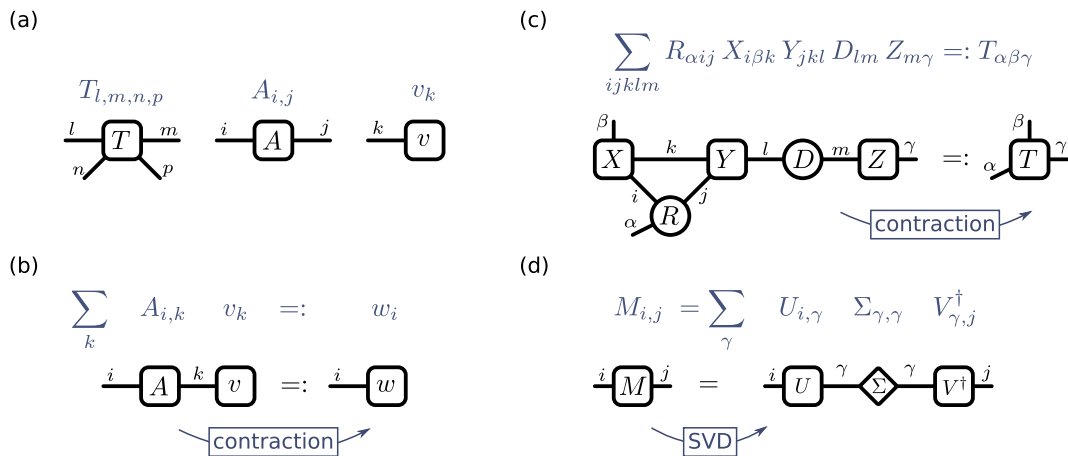 (a)
T_{l,m,n,p} A_{i,j} v_k
l T m n p i A j k v
(b)
∑_k A_{i,k} v_k =: w_i
i A k v =: i w
contraction
(c)
∑_{ijklm} R_{αij} X_{iβk} Y_{jkl} D_{lm} Z_{mγ} =: T_{αβγ}
β X k Y l D m Z γ =: β α T γ
i j
α R
contraction
(d)
M_{i,j} = ∑_γ U_{i,γ} Σ_{γ,γ} V^†_{γ,j}
i M j = i U γ Σ γ V^† j
SVD